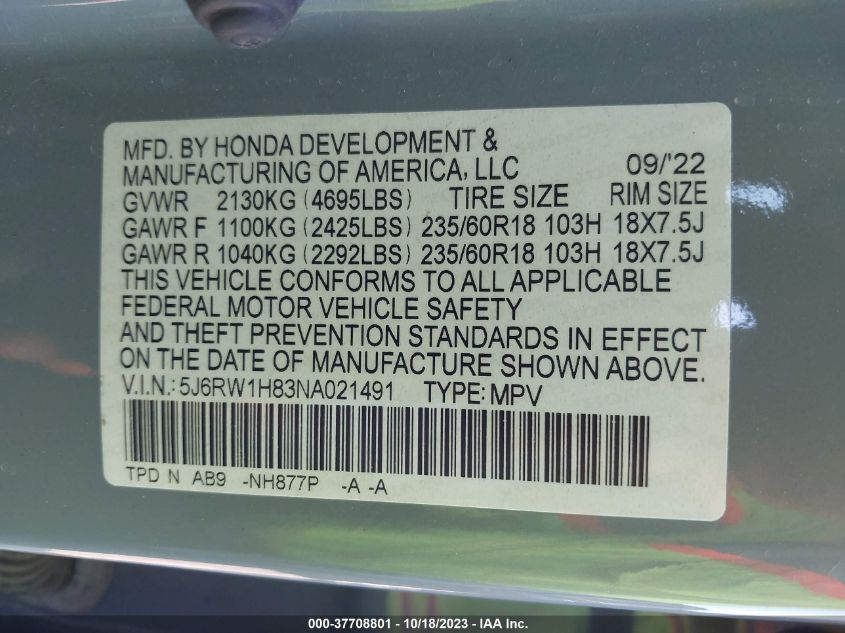 MFD. BY HONDA DEVELOPMENT &
MANUFACTURING OF AMERICA, LLC 09/'22
GVWR 2130KG (4695LBS) TIRE SIZE RIM SIZE
GAWR F 1100KG (2425LBS) 235/60R18 103H 18X7.5J
GAWR R 1040KG (2292LBS) 235/60R18 103H 18X7.5J
THIS VEHICLE CONFORMS TO ALL APPLICABLE
FEDERAL MOTOR VEHICLE SAFETY
AND THEFT PREVENTION STANDARDS IN EFFECT
ON THE DATE OF MANUFACTURE SHOWN ABOVE.
V.I.N.: 5J6RW1H83NA021491 TYPE: MPV
TPD N AB9 -NH877P -A -A
000-37708801 - 10/18/2023 - IAA Inc.